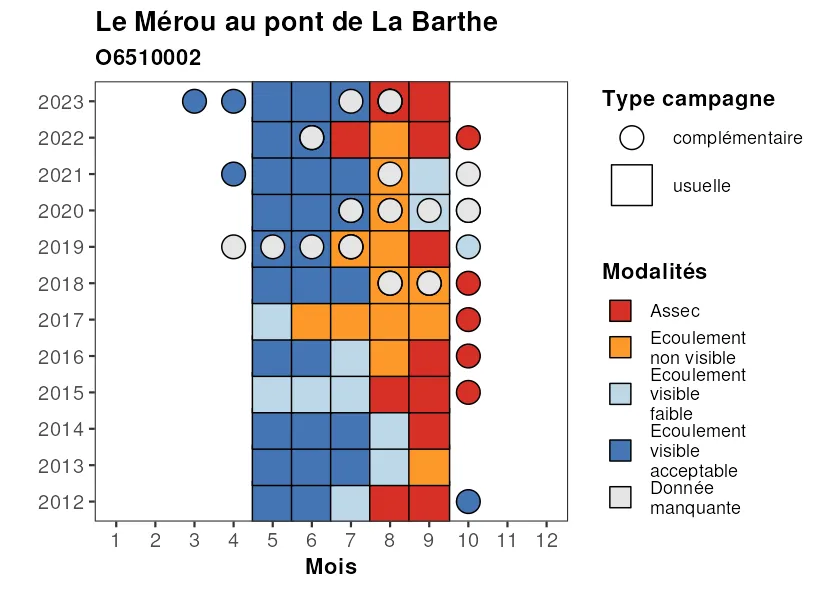 Le Mérou au pont de La Barthe
O6510002
2023
2022
2021
2020
2019
2018
2017
2016
2015
2014
2013
2012
1 2 3 4 5 6 7 8 9 10 11 12
Mois
Type campagne
complémentaire
usuelle
Modalités
Assec
Ecoulement
non visible
Ecoulement
visible
faible
Ecoulement
visible
acceptable
Donnée
manquante